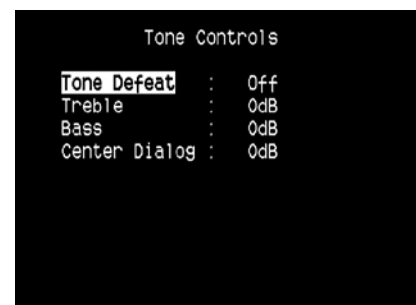 Tone Controls
Tone Defeat : Off
Treble : 0dB
Bass : 0dB
Center Dialog : 0dB